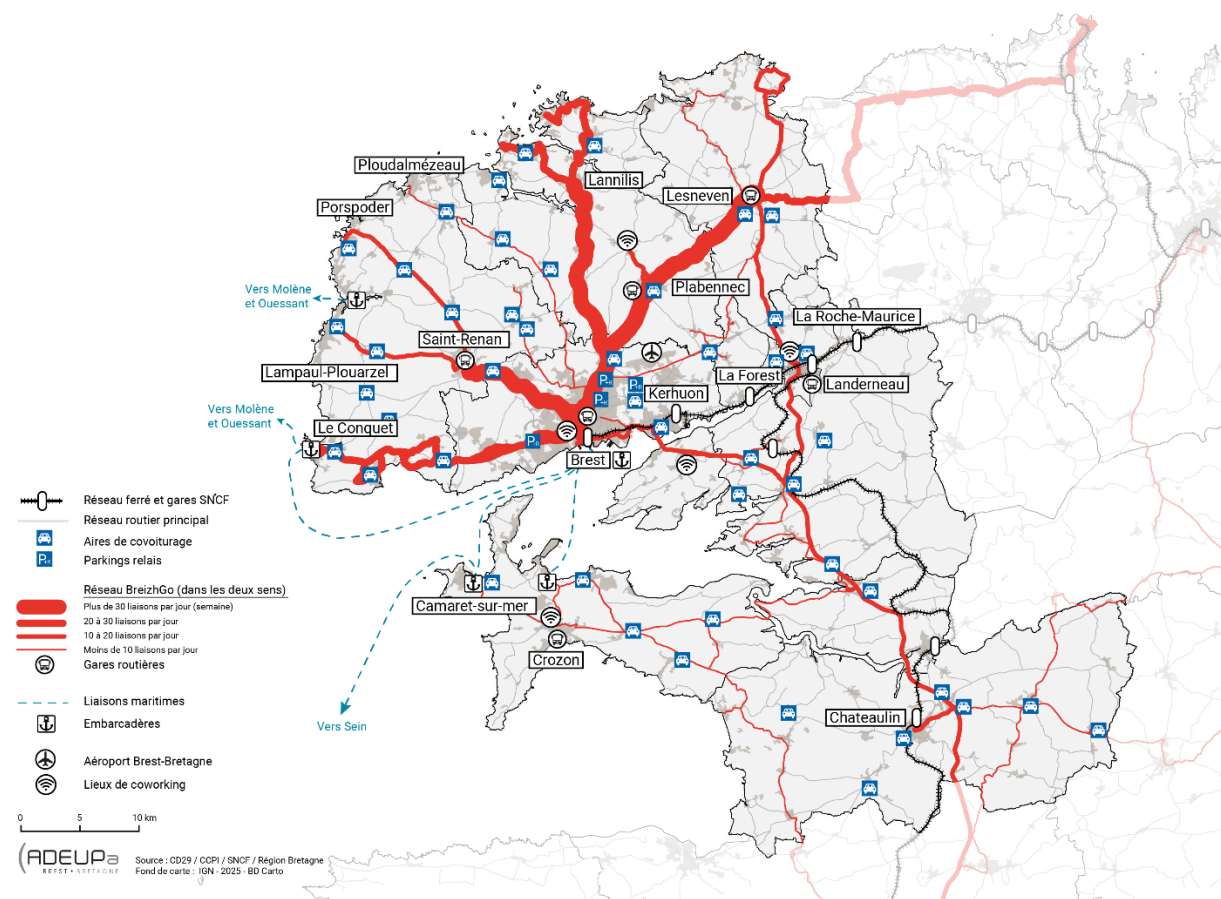 Ploudalmézeau
Lannilis
Lesneven
Porspoder
Vers Molène
et Ouessant
Plabennec
La Roche-Maurice
Saint-Renan
Lampaul-Plouarzel
La Forest
Landerneau
Kerhuon
P+R
P+R
P+R
P+R
Vers Molène
et Ouessant
Le Conquet
Brest
Réseau ferré et gares SNCF
Réseau routier principal
Aires de covoiturage
P+R
Parkings relais
Réseau BreizhGo (dans les deux sens)
Plus de 30 liaisons par jour (semaine)
20 à 30 liaisons par jour
10 à 20 liaisons par jour
Moins de 10 liaisons par jour
Gares routières
Liaisons maritimes
Embarcadères
Aéroport Brest-Bretagne
Lieux de coworking
Camaret-sur-mer
Crozon
Vers Sein
Chateaulin
0 5 10 km
ADEUPa
BREST • BRETAGNE
Source : CD29 / CCPI / SNCF / Région Bretagne
Fond de carte : IGN - 2025 - BD Carto